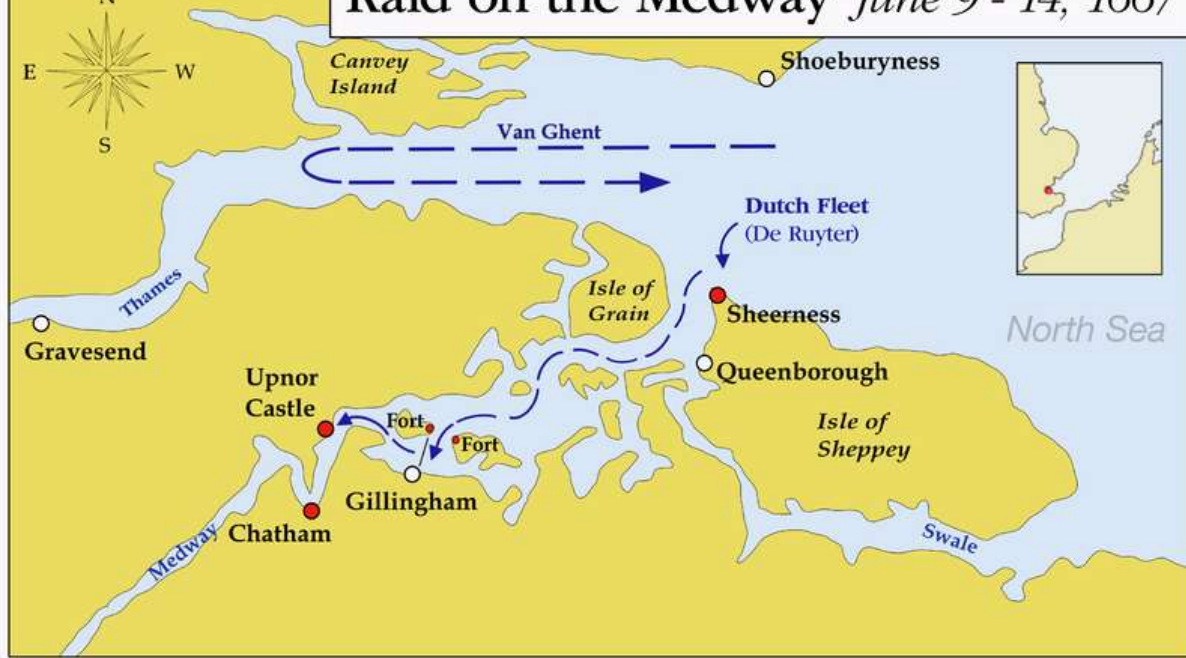 Raid on the Medway June 9 - 14, 1667
N
E W
S
Canvey
Island
Shoeburyness
Van Ghent
Dutch Fleet
(De Ruyter)
Thames
Isle of
Grain
Sheerness
North Sea
Gravesend
Queenborough
Upnor
Castle
Isle of
Sheppey
Fort
Fort
Gillingham
Chatham
Medway
Swale